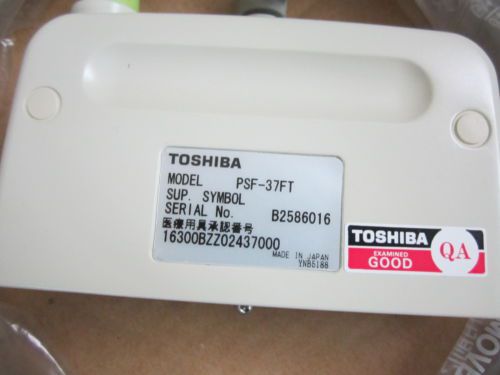 TOSHIBA
MODEL PSF-37FT
SUP. SYMBOL
SERIAL No. B2586016
医療用具承認番号
16300BZZ02437000
MADE IN JAPAN
YNB5188
TOSHIBA
EXAMINED
GOOD
QA